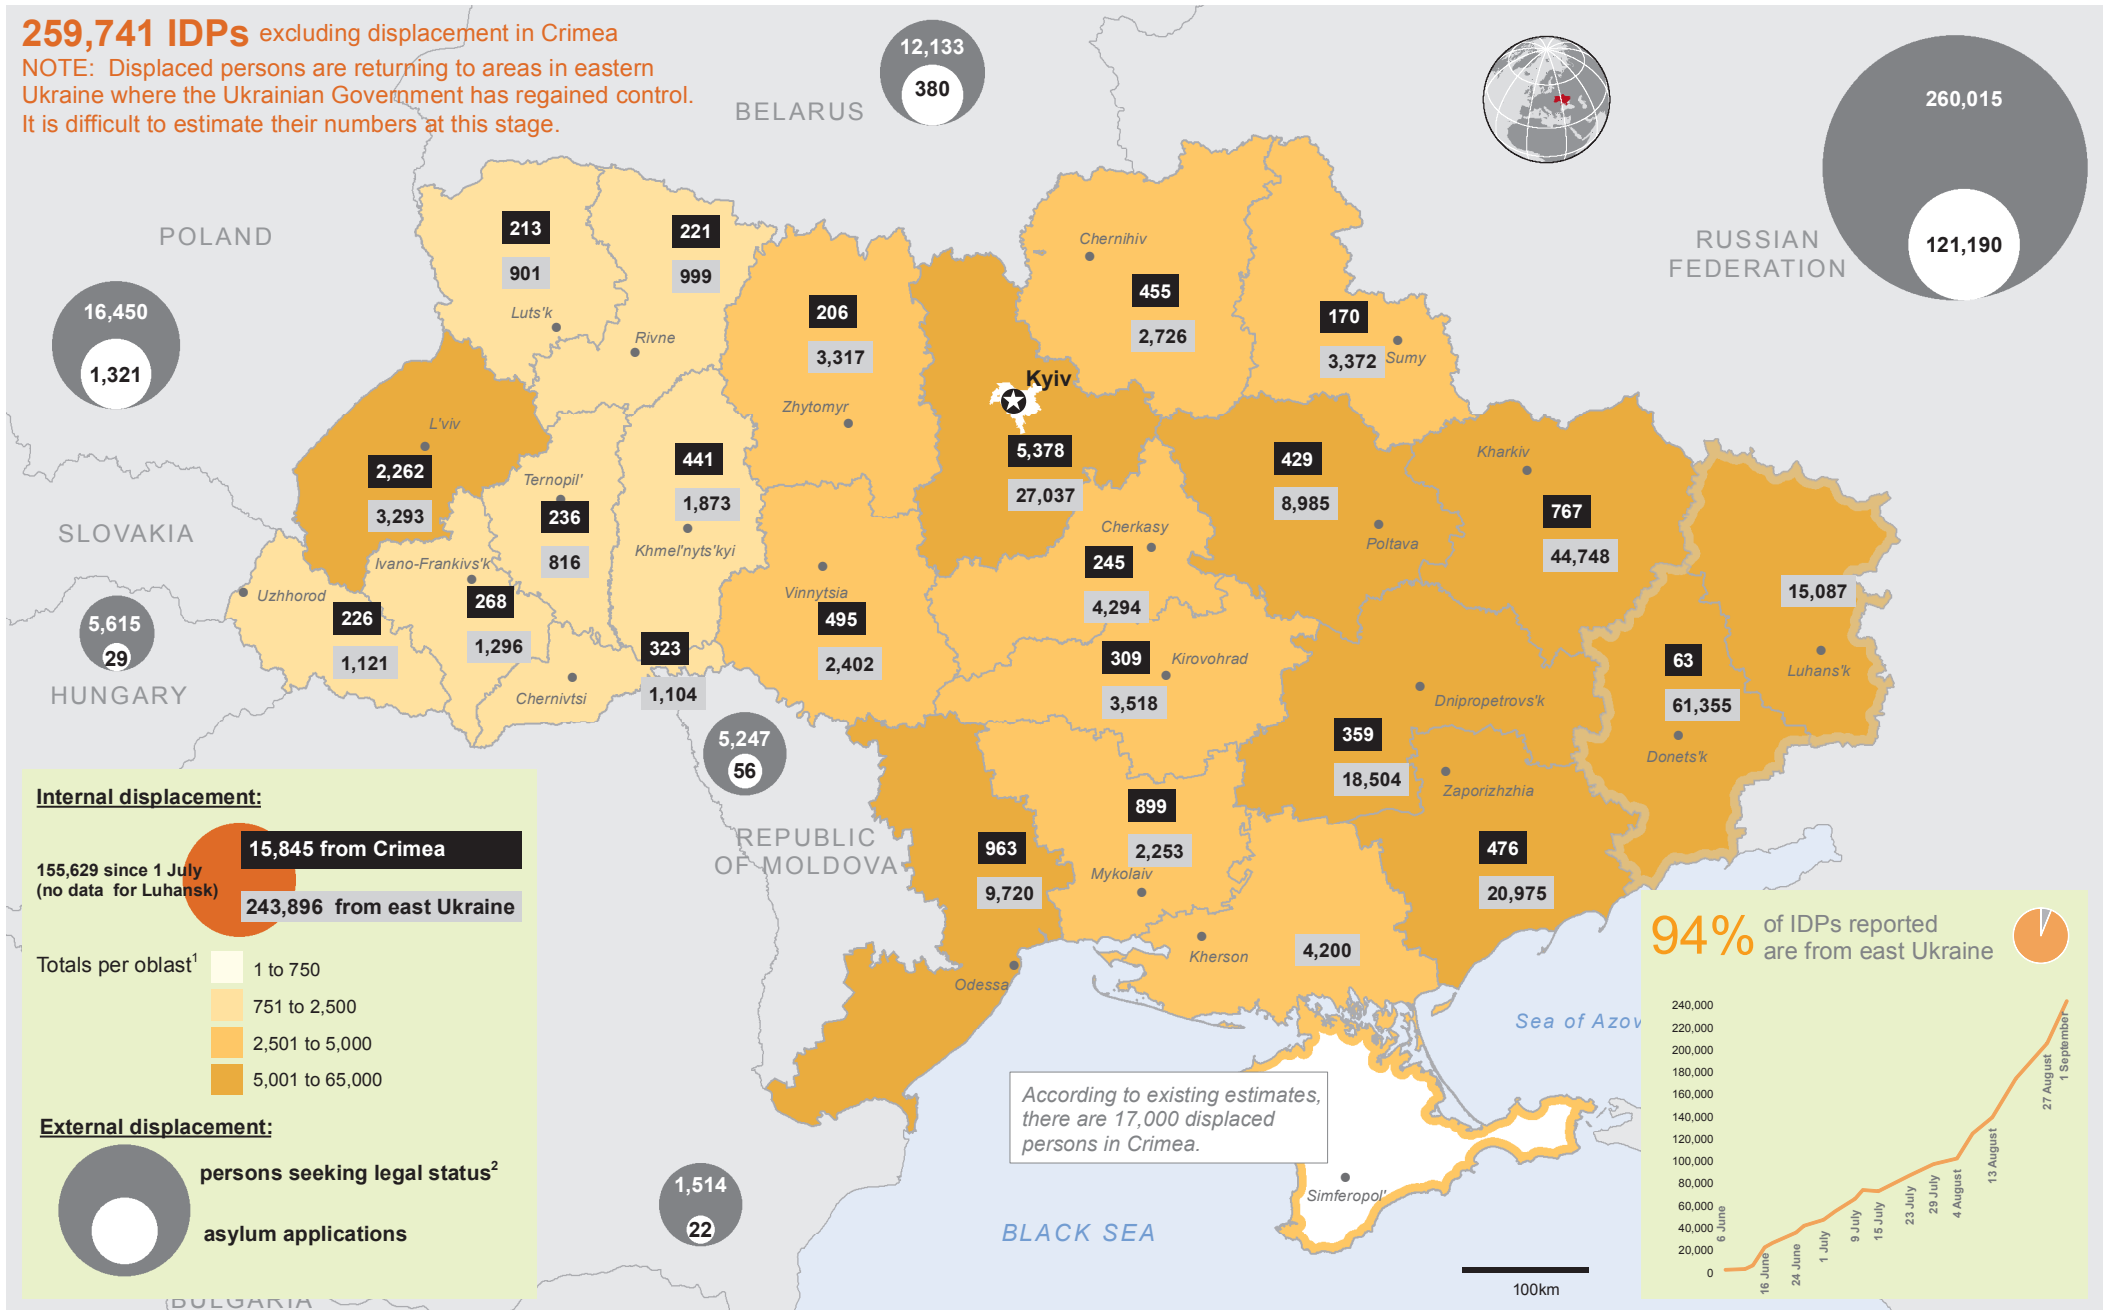 259,741 IDPs excluding displacement in Crimea
NOTE: Displaced persons are returning to areas in eastern
Ukraine where the Ukrainian Government has regained control.
It is difficult to estimate their numbers at this stage.
12,133
380
BELARUS
260,015
121,190
RUSSIAN
FEDERATION
POLAND
16,450
1,321
213
901
Luts'k
221
999
Rivne
206
3,317
Zhytomyr
Chernihiv
455
2,726
170
3,372
Sumy
Kyiv
5,378
27,037
L'viv
2,262
3,293
Ternopil'
236
816
441
1,873
Khmel'nyts'kyi
429
8,985
Poltava
Kharkiv
767
44,748
SLOVAKIA
Ivano-Frankivs'k
268
1,296
Uzhhorod
226
1,121
Vinnytsia
495
2,402
Cherkasy
245
4,294
309
Kirovohrad
3,518
15,087
Luhans'k
63
61,355
Donets'k
5,615
29
HUNGARY
323
1,104
Chernivtsi
5,247
56
REPUBLIC
OF MOLDOVA
Dnipropetrovs'k
359
18,504
Zaporizhzhia
476
20,975
899
2,253
Mykolaiv
963
9,720
Odessa
Kherson
4,200
Internal displacement:
15,845 from Crimea
155,629 since 1 July
(no data for Luhansk)
243,896 from east Ukraine
Totals per oblast1
1 to 750
751 to 2,500
2,501 to 5,000
5,001 to 65,000
External displacement:
persons seeking legal status2
asylum applications
BULGARIA
1,514
22
According to existing estimates,
there are 17,000 displaced
persons in Crimea.
Simferopol'
BLACK SEA
Sea of Azov
100km
94% of IDPs reported
are from east Ukraine
240,000
220,000
200,000
180,000
160,000
140,000
120,000
100,000
80,000
60,000
40,000
20,000
0
6 June
16 June
24 June
1 July
9 July
15 July
23 July
29 July
4 August
13 August
27 August
1 September